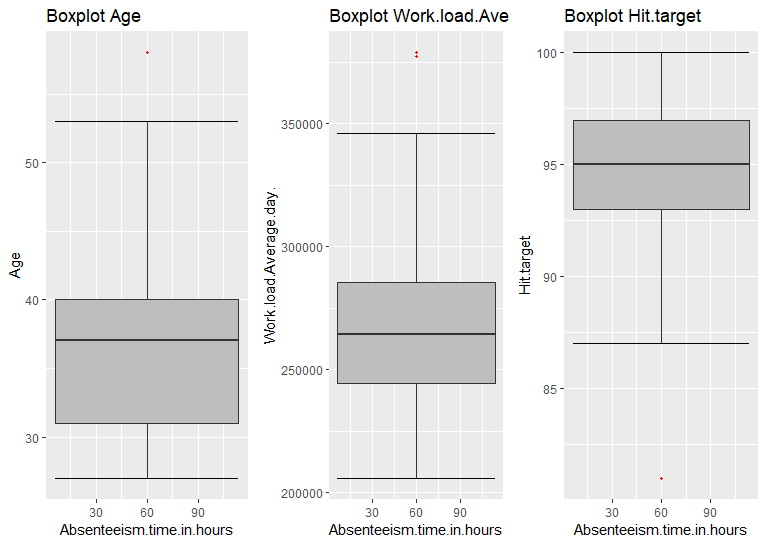 Boxplot Age
Age
50
40
30
30 60 90
Absenteeism.time.in.hours
Boxplot Work.load.Ave
Work.load.Average.day.
350000
300000
250000
200000
30 60 90
Absenteeism.time.in.hours
Boxplot Hit.target
Hit.target
100
95
90
85
30 60 90
Absenteeism.time.in.hours